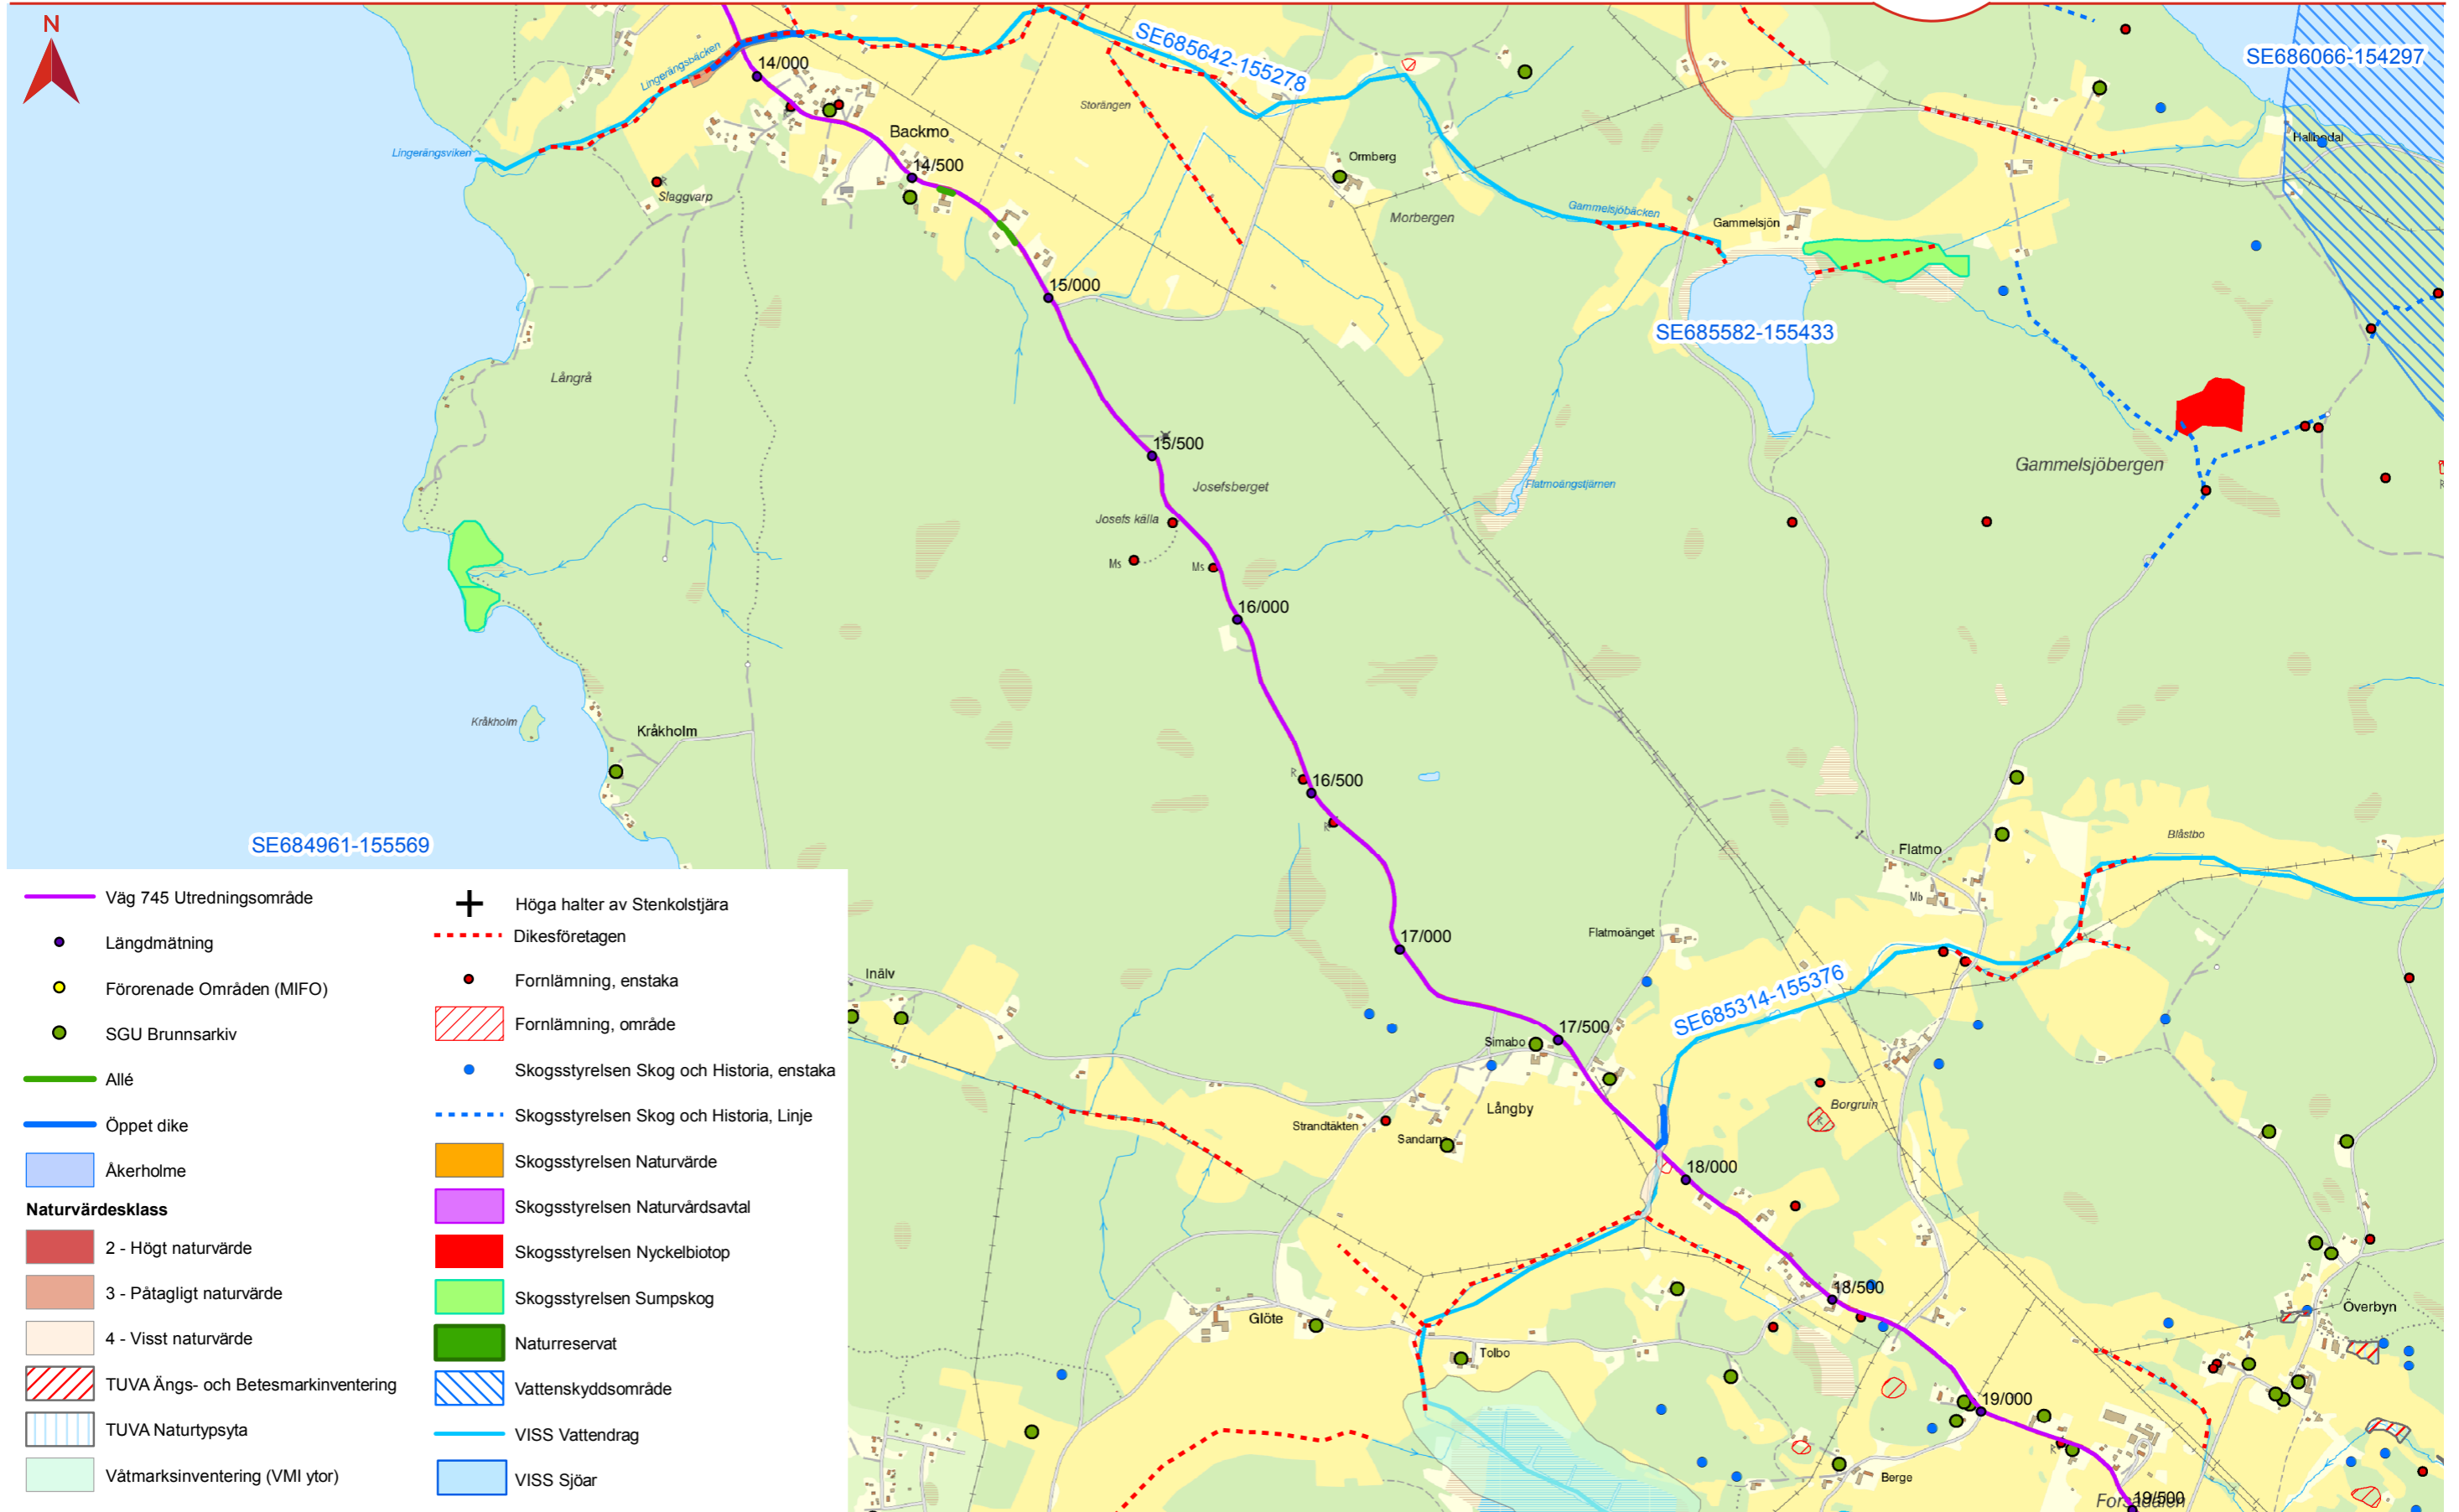 N
SE685642-155278
SE686066-154297
Lingerängsbäcken
14/000
Storängen
Backmo
Hallbodal
Lingerängsviken
Ormberg
14/500
R
Slaggvarp
Gammelsjöbäcken
Morbergen
Gammelsjön
15/000
SE685582-155433
Långrå
15/500
Gammelsjöbergen
Josefsberget
Flatmoängstjärnen
R
Josefs källa
Ms
Ms
16/000
Kråkholm
Kråkholm
R
16/500
R
Blåstbo
SE684961-155569
Flatmo
Mb
Flatmoänget
17/000
Inälv
SE685314-155376
17/500
Simabo
Långby
Borgruin
R
Strandtäkten
Sandarna
18/000
18/500
Överbyn
Glöte
Tolbo
19/000
R
Berge
Forsådalen
19/500
Väg 745 Utredningsområde
Längdmätning
Förorenade Områden (MIFO)
SGU Brunnsarkiv
Allé
Öppet dike
Åkerholme
Naturvärdesklass
2 - Högt naturvärde
3 - Påtagligt naturvärde
4 - Visst naturvärde
TUVA Ängs- och Betesmarkinventering
TUVA Naturtypsyta
Våtmarksinventering (VMI ytor)
Höga halter av Stenkolstjära
Dikesföretagen
Fornlämning, enstaka
Fornlämning, område
Skogsstyrelsen Skog och Historia, enstaka
Skogsstyrelsen Skog och Historia, Linje
Skogsstyrelsen Naturvärde
Skogsstyrelsen Naturvårdsavtal
Skogsstyrelsen Nyckelbiotop
Skogsstyrelsen Sumpskog
Naturreservat
Vattenskyddsområde
VISS Vattendrag
VISS Sjöar